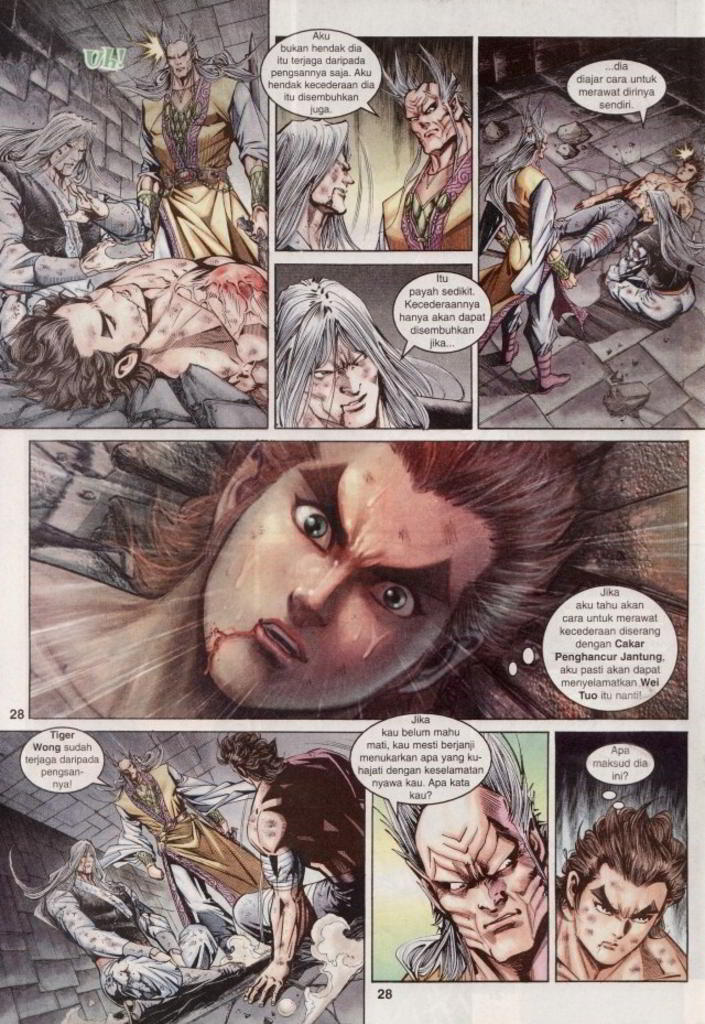 Uh!
Aku
bukan hendak dia
itu terjaga daripada
pengsannya saja. Aku
hendak kecederaan dia
itu disembuhkan
juga.
Itu
payah sedikit.
Kecederaannya
hanya akan dapat
disembuhkan
jika...
...dia
diajar cara untuk
merawat dirinya
sendiri.
Jika
aku tahu akan
cara untuk merawat
kecederaan diserang
dengan Cakar
Penghancur Jantung,
aku pasti akan dapat
menyelamatkan Wei
Tuo itu nanti!
28
Tiger
Wong sudah
terjaga daripada
pengsan-
nya!
Jika
kau belum mahu
mati, kau mesti berjanji
menukarkan apa yang ku-
hajati dengan keselamatan
nyawa kau. Apa kata
kau?
Apa
maksud dia
ini?
28